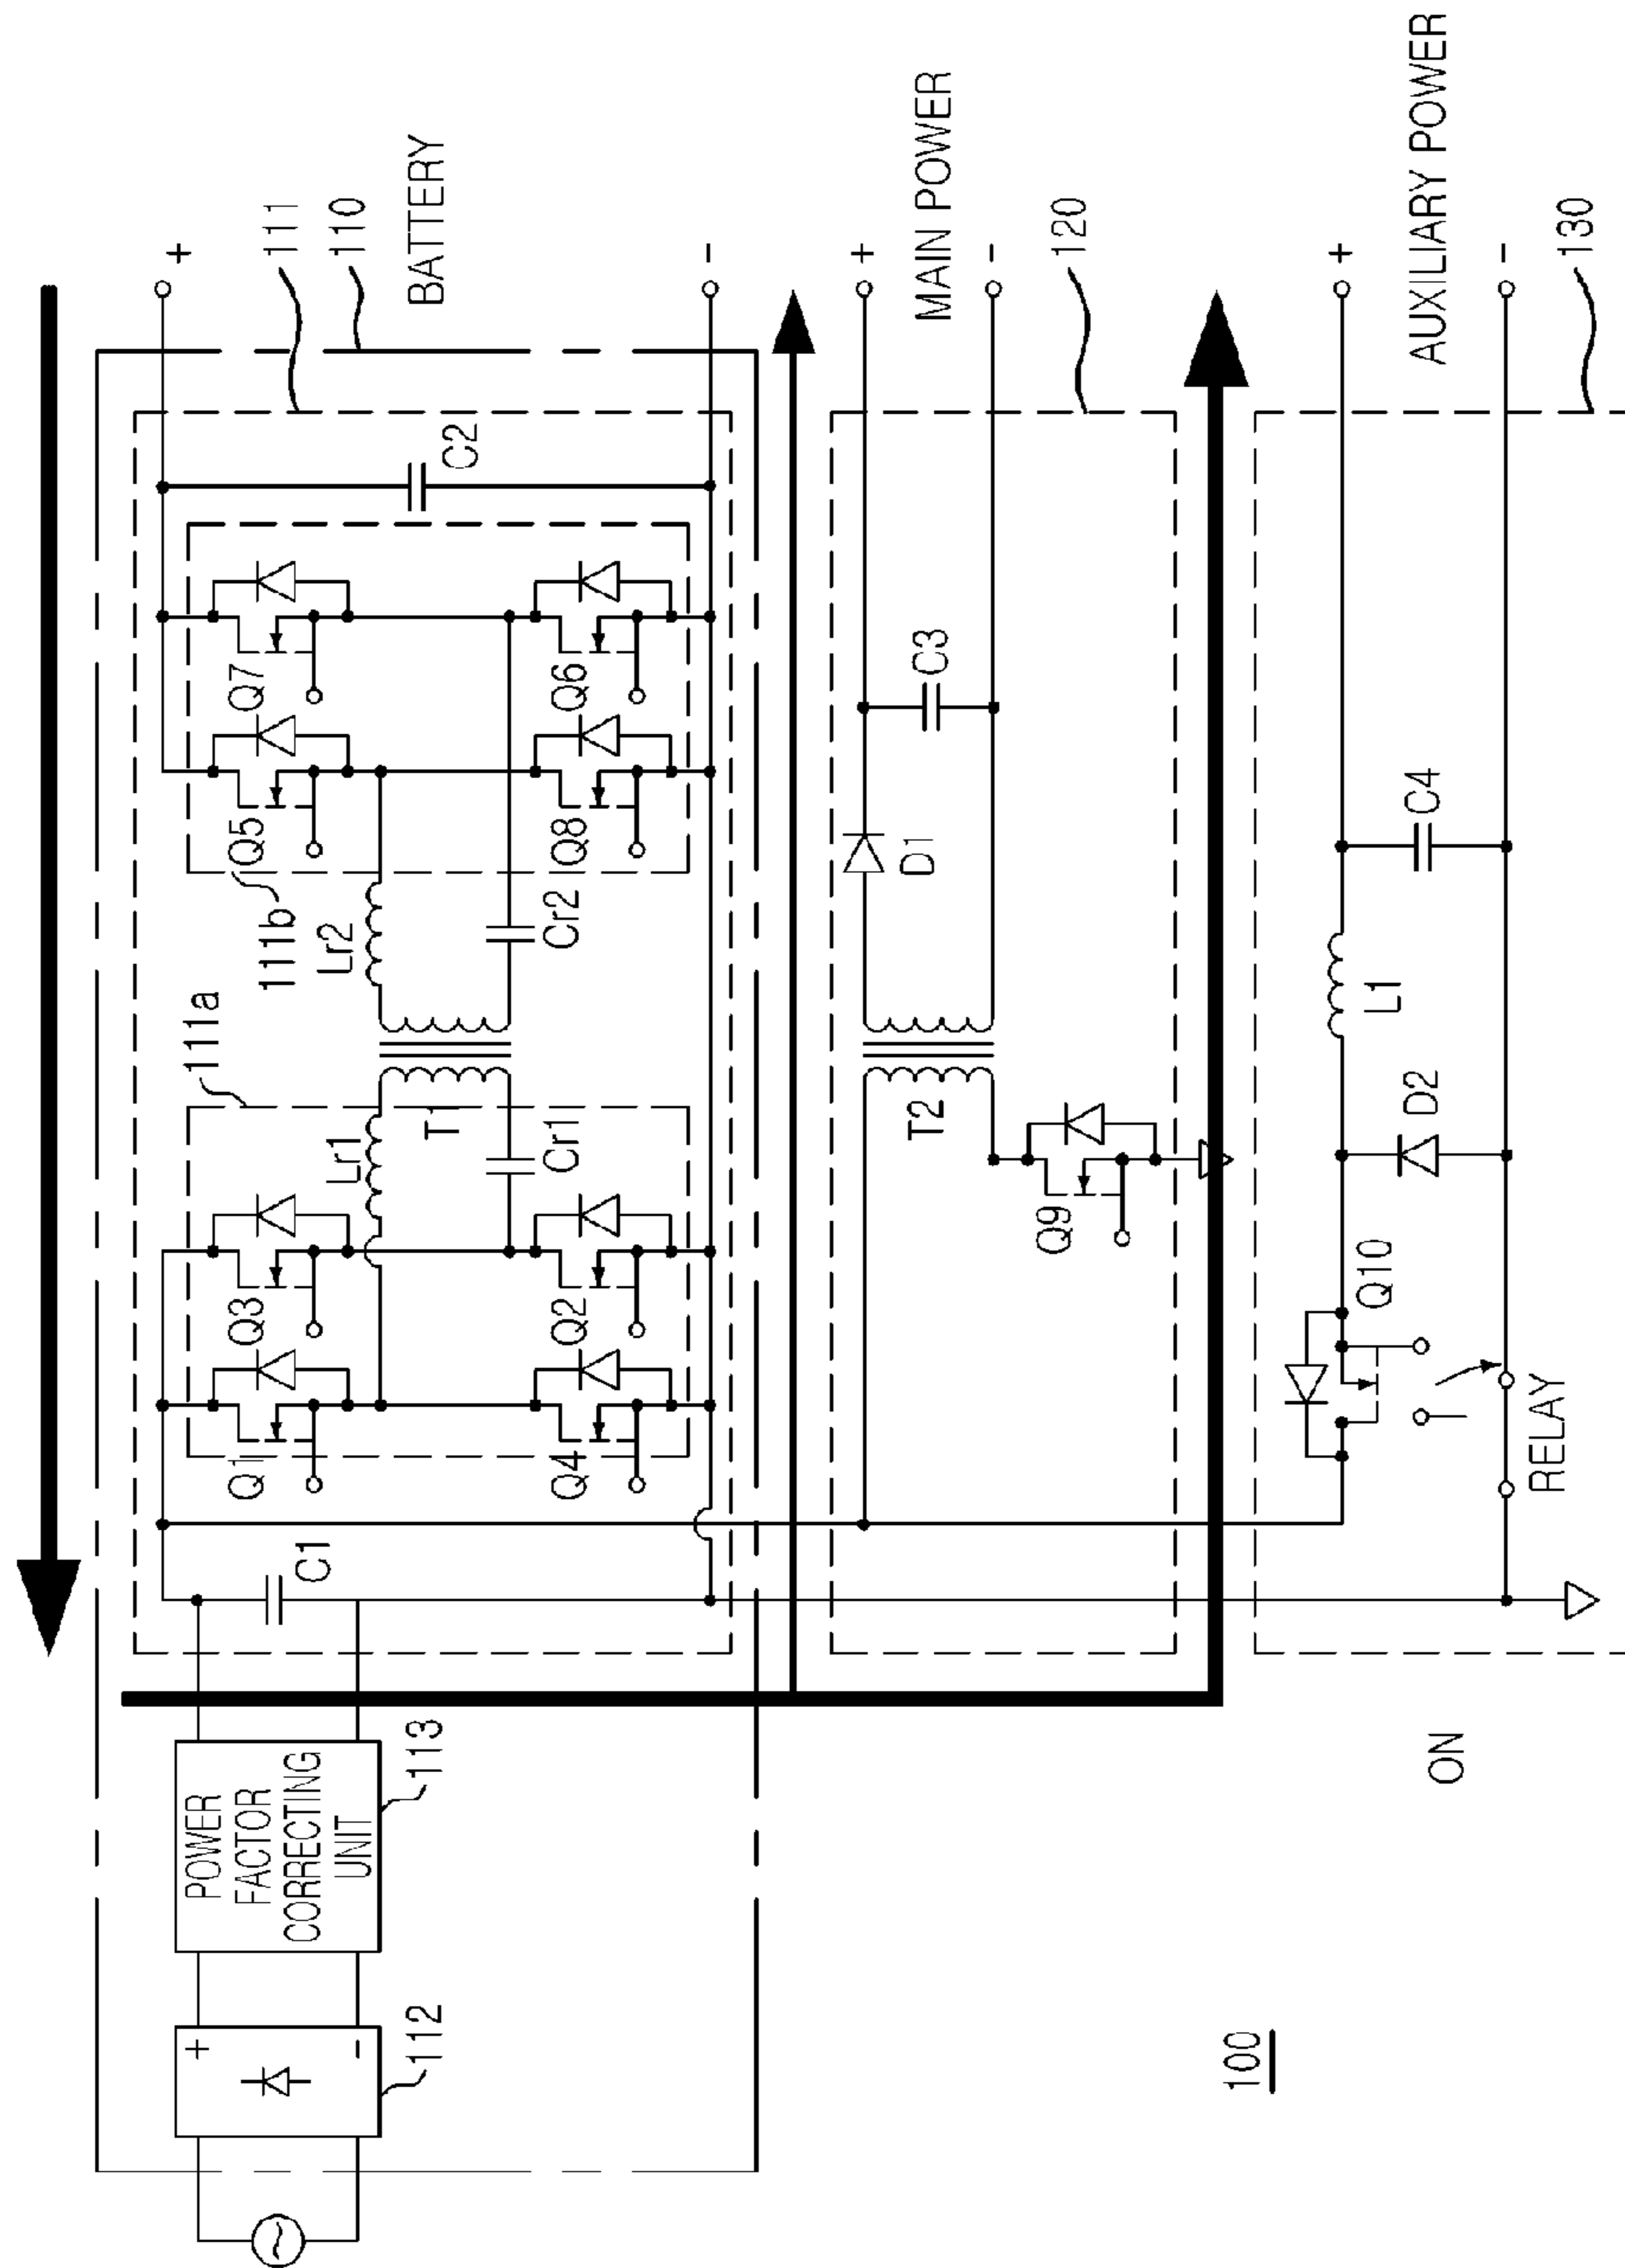 +
111
110
BATTERY
-
C2
Q7
Q6
Q5
Q8
111b
Lr2
Cr2
111a
T1
Lr1
Cr1
Q3
Q2
Q1
Q4
C1
POWER
FACTOR
CORRECTING
UNIT
113
+
-
112
+
MAIN POWER
-
120
C3
D1
T2
Q9
+
AUXILIARY POWER
-
130
C4
L1
D2
Q10
RELAY
ON
100